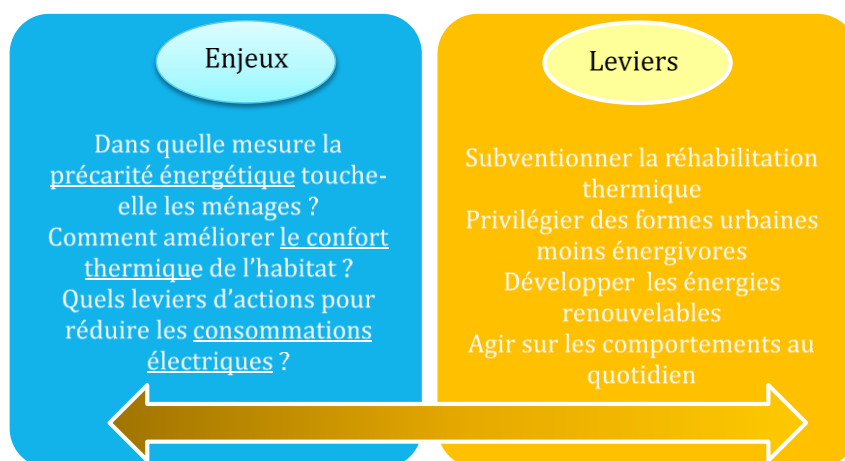 Enjeux
Dans quelle mesure la
précarité énergétique touche-
elle les ménages ?
Comment améliorer le confort
thermique de l'habitat ?
Quels leviers d'actions pour
réduire les consommations
électriques ?
Leviers
Subventionner la réhabilitation
thermique
Privilégier des formes urbaines
moins énergivores
Développer les énergies
renouvelables
Agir sur les comportements au
quotidien